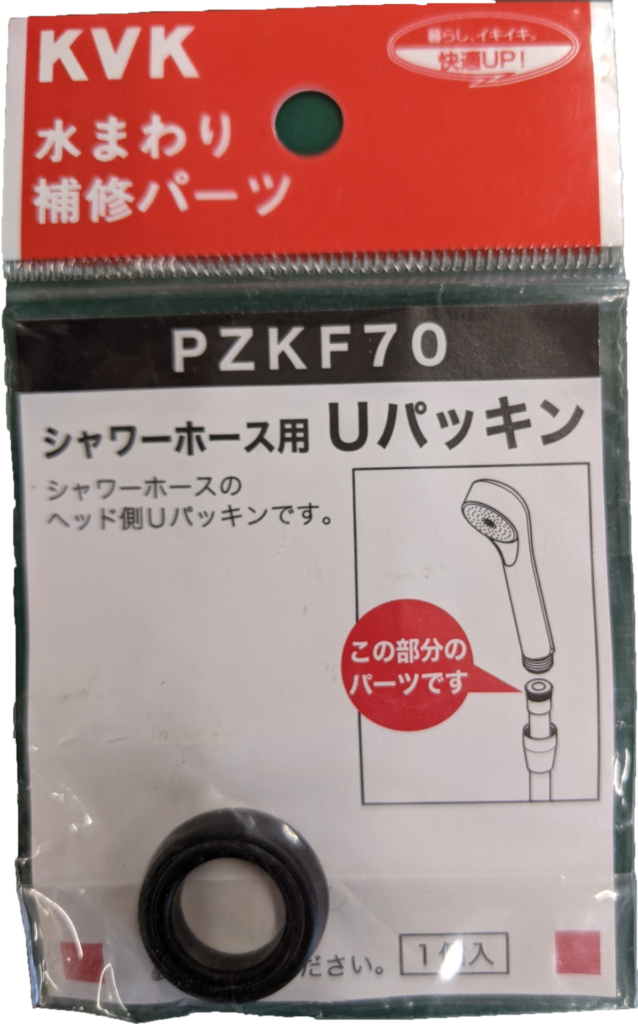 KVK
暮らし、イキイキ。
快適UP!
水まわり
補修パーツ
PZKF70
シャワーホース用 Uパッキン
シャワーホースの
ヘッド側Uパッキンです。
この部分の
パーツです
ださい。
1個入